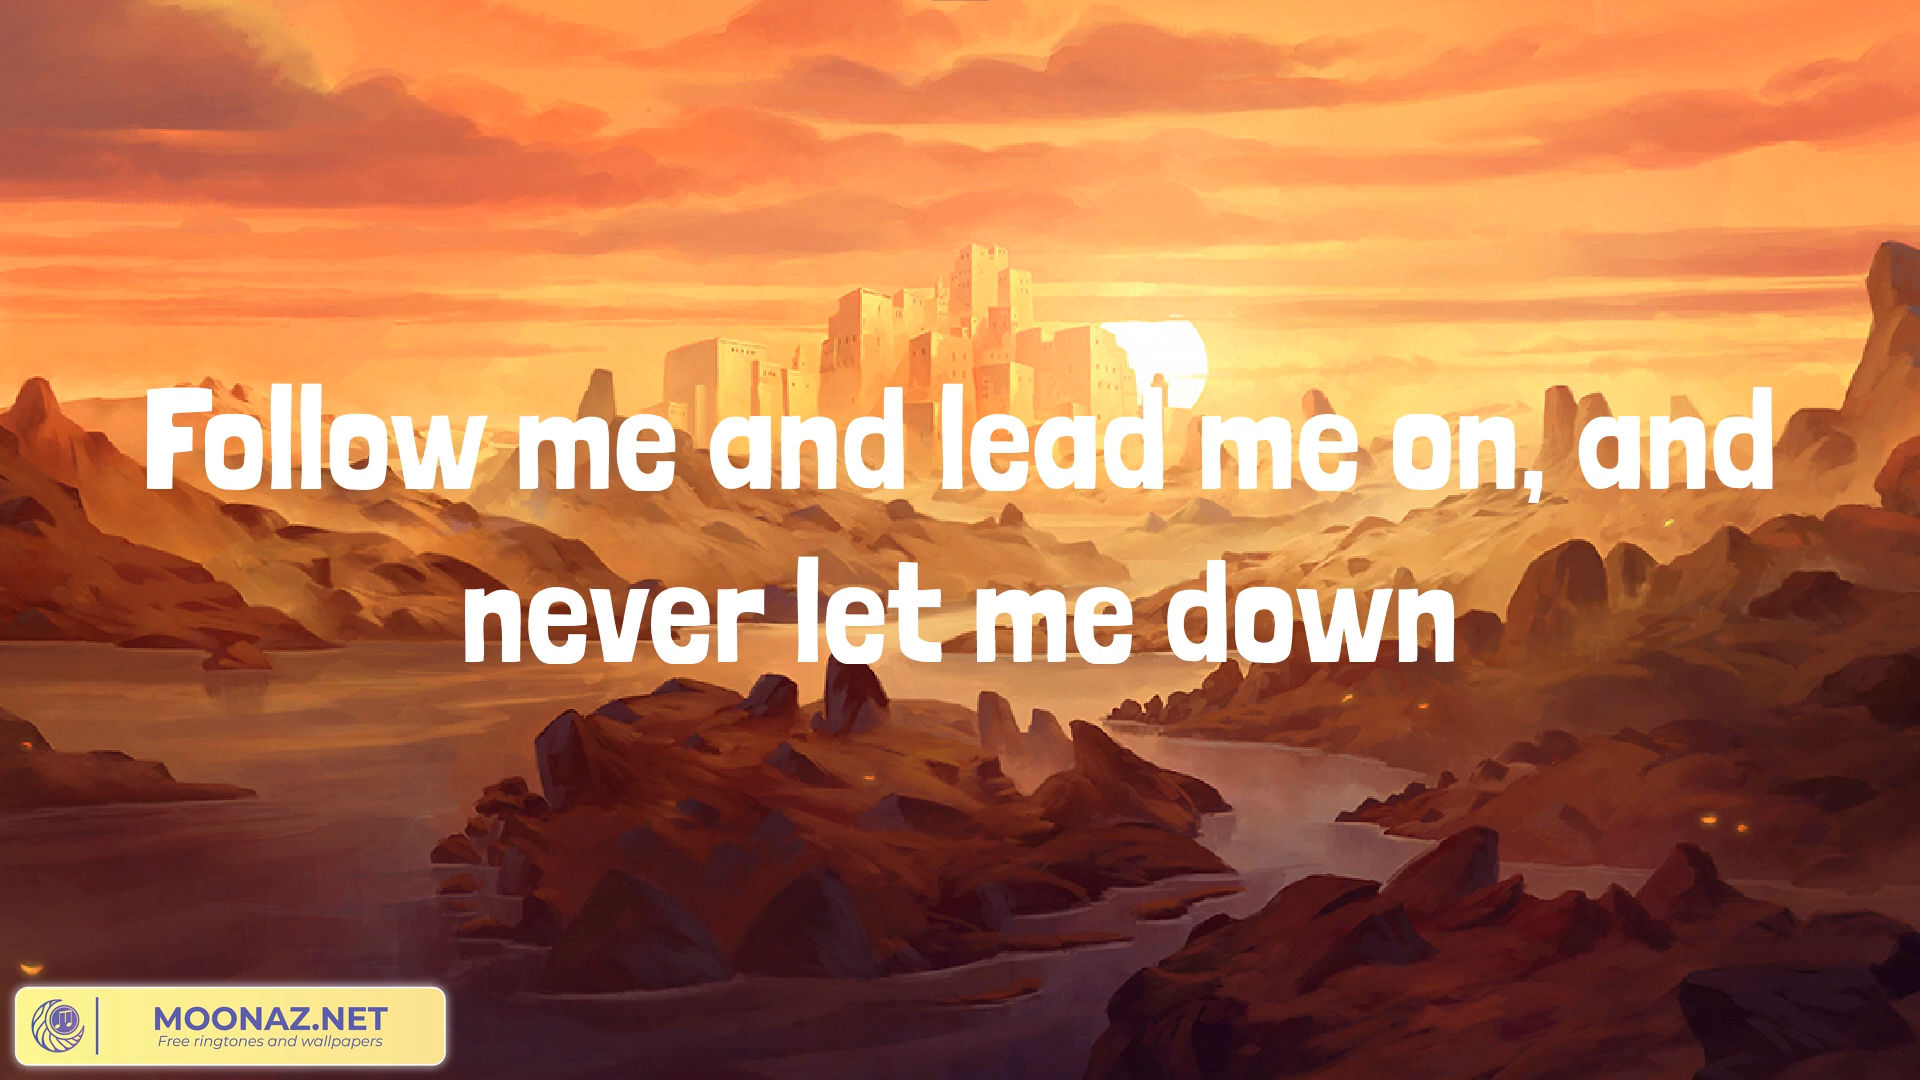 Follow me and lead me on, and
never let me down
MOONAZ.NET
Free ringtones and wallpapers